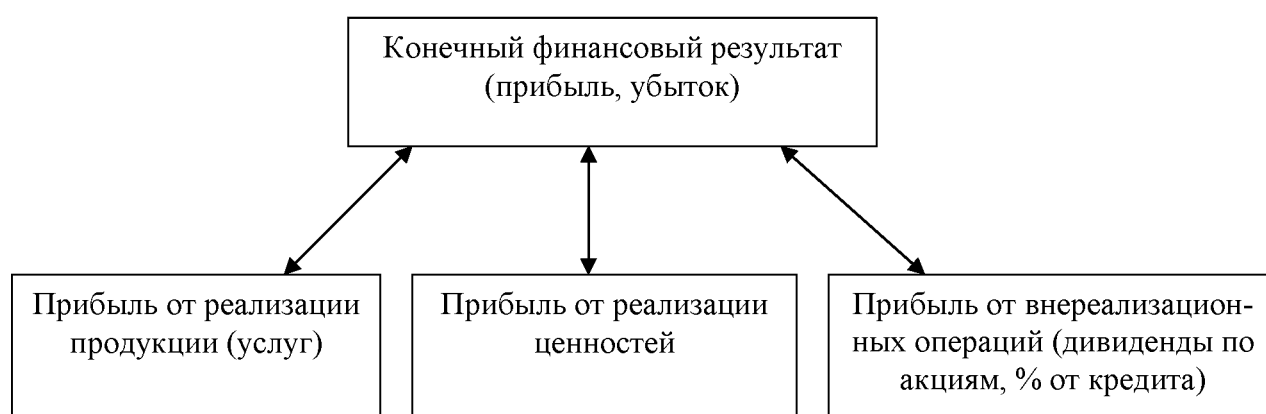 Конечный финансовый результат
(прибыль, убыток)
Прибыль от реализации
продукции (услуг)
Прибыль от реализации
ценностей
Прибыль от внереализацион-
ных операций (дивиденды по
акциям, % от кредита)